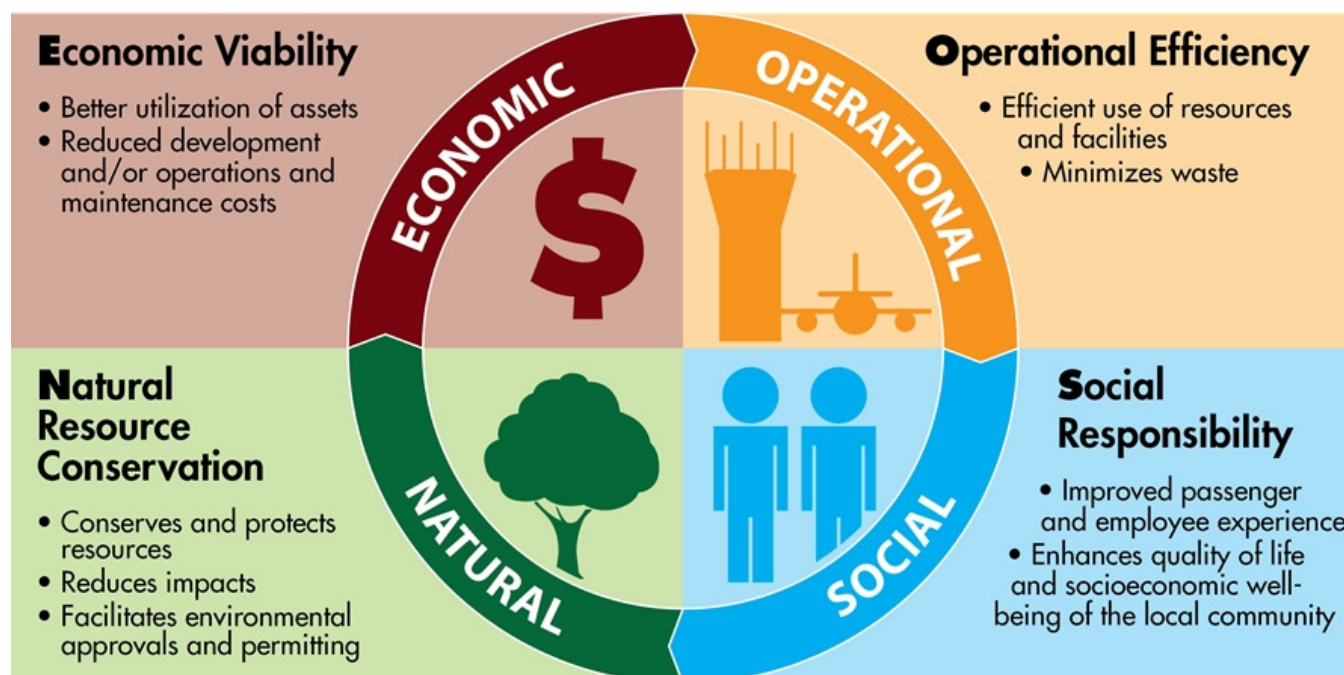 Economic Viability
• Better utilization of assets
• Reduced development
and/or operations and
maintenance costs
ECONOMIC
OPERATIONAL
Operational Efficiency
• Efficient use of resources
and facilities
• Minimizes waste
Natural
Resource
Conservation
• Conserves and protects
resources
• Reduces impacts
• Facilitates environmental
approvals and permitting
NATURAL
SOCIAL
Social
Responsibility
• Improved passenger
and employee experience
• Enhances quality of life
and socioeconomic well-
being of the local community